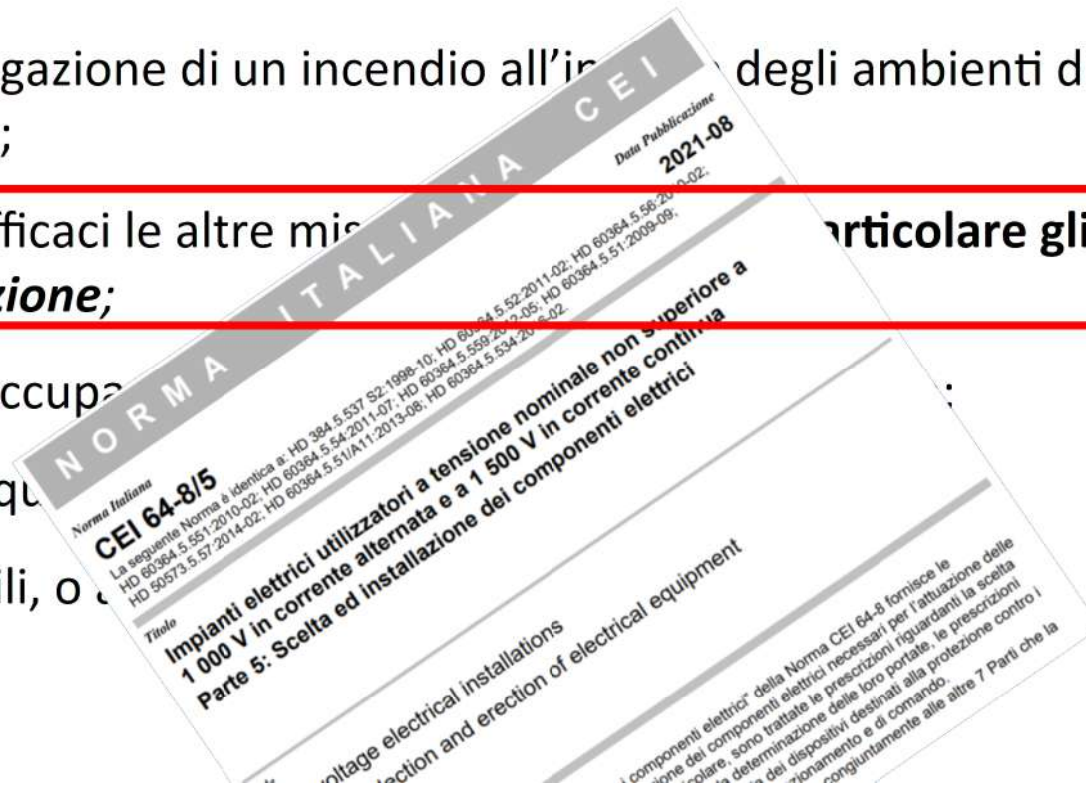 gazione di un incendio all'in degli ambienti d
;
fficaci le altre mis articolare gli
zione;
ccupa ;
qu
ili, o a
NORMA ITALIANA CEI
Data Pubblicazione
2021-08
Norma Italiana
CEI 64-8/5
La seguente Norma è identica a: HD 384.5.537 S2:1998-10; HD 60364.5.52:2011-02; HD 60364.5.56:2010-02;
HD 60364.5.551:2010-02; HD 60364.5.54:2011-07; HD 60364.5.559:2012-05; HD 60364.5.51:2009-09;
HD 50573.5.57:2014-02; HD 60364.5.51/A11:2013-08; HD 60364.5.534:2016-02.
Titolo
Impianti elettrici utilizzatori a tensione nominale non superiore a
1 000 V in corrente alternata e a 1 500 V in corrente continua
Parte 5: Scelta ed installazione dei componenti elettrici
voltage electrical installations
ection and erection of electrical equipment
componenti elettrici" della Norma CEI 64-8 fornisce le
one dei componenti elettrici necessari per l'attuazione delle
colare, sono trattate le prescrizioni riguardanti la scelta
a determinazione delle loro portate, le prescrizioni
dei dispositivi destinati alla protezione contro i
zionamento e di comando.
congiuntamente alle altre 7 Parti che la